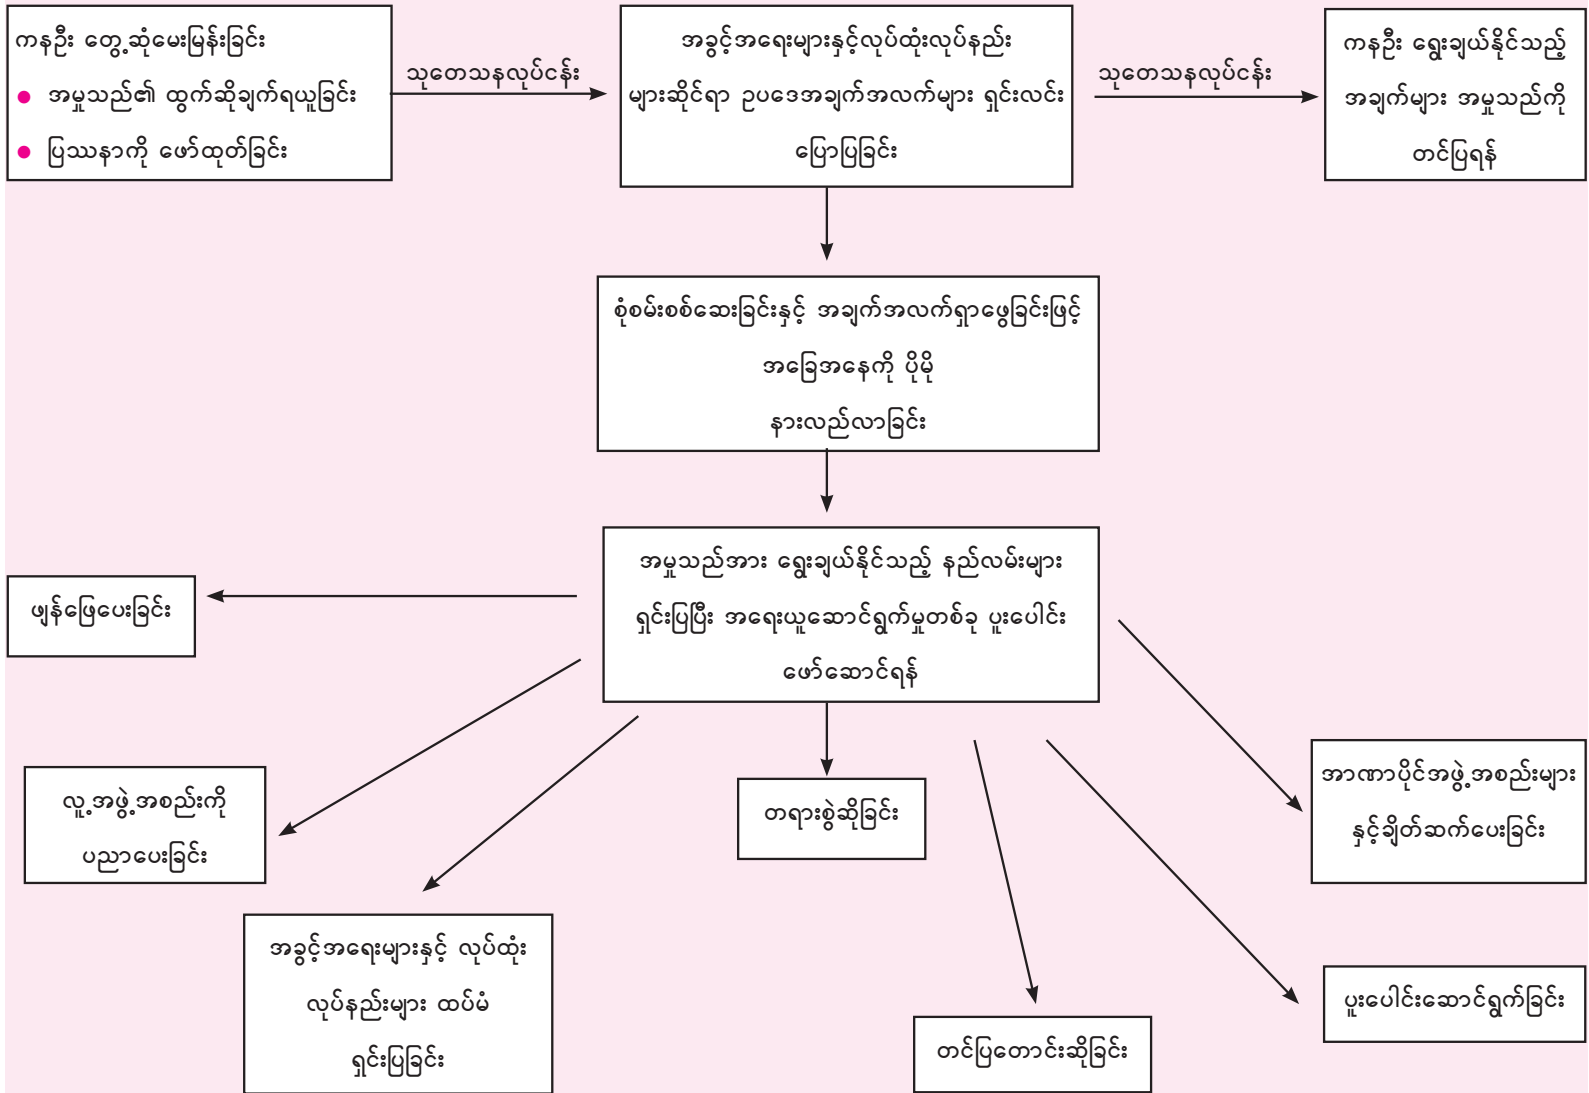 ကနဦး တွေ့ဆုံမေးမြန်းခြင်း
● အမှုသည်၏ ထွက်ဆိုချက်ရယူခြင်း
● ပြဿနာကို ဖော်ထုတ်ခြင်း
သုတေသနလုပ်ငန်း
အခွင့်အရေးများနှင့်လုပ်ထုံးလုပ်နည်း
များဆိုင်ရာ ဥပဒေအချက်အလက်များ ရှင်းလင်း
ပြောပြခြင်း
သုတေသနလုပ်ငန်း
ကနဦး ရွေးချယ်နိုင်သည့်
အချက်များ အမှုသည်ကို
တင်ပြရန်
စုံစမ်းစစ်ဆေးခြင်းနှင့် အချက်အလက်ရှာဖွေခြင်းဖြင့်
အခြေအနေကို ပိုမို
နားလည်လာခြင်း
အမှုသည်အား ရွေးချယ်နိုင်သည့် နည်လမ်းများ
ရှင်းပြပြီး အရေးယူဆောင်ရွက်မှုတစ်ခု ပူးပေါင်း
ဖော်ဆောင်ရန်
ဖျန်ဖြေပေးခြင်း
လူ့အဖွဲ့အစည်းကို
ပညာပေးခြင်း
အခွင့်အရေးများနှင့် လုပ်ထုံး
လုပ်နည်းများ ထပ်မံ
ရှင်းပြခြင်း
တရားစွဲဆိုခြင်း
တင်ပြတောင်းဆိုခြင်း
ပူးပေါင်းဆောင်ရွက်ခြင်း
အာဏာပိုင်အဖွဲ့အစည်းများ
နှင့်ချိတ်ဆက်ပေးခြင်း